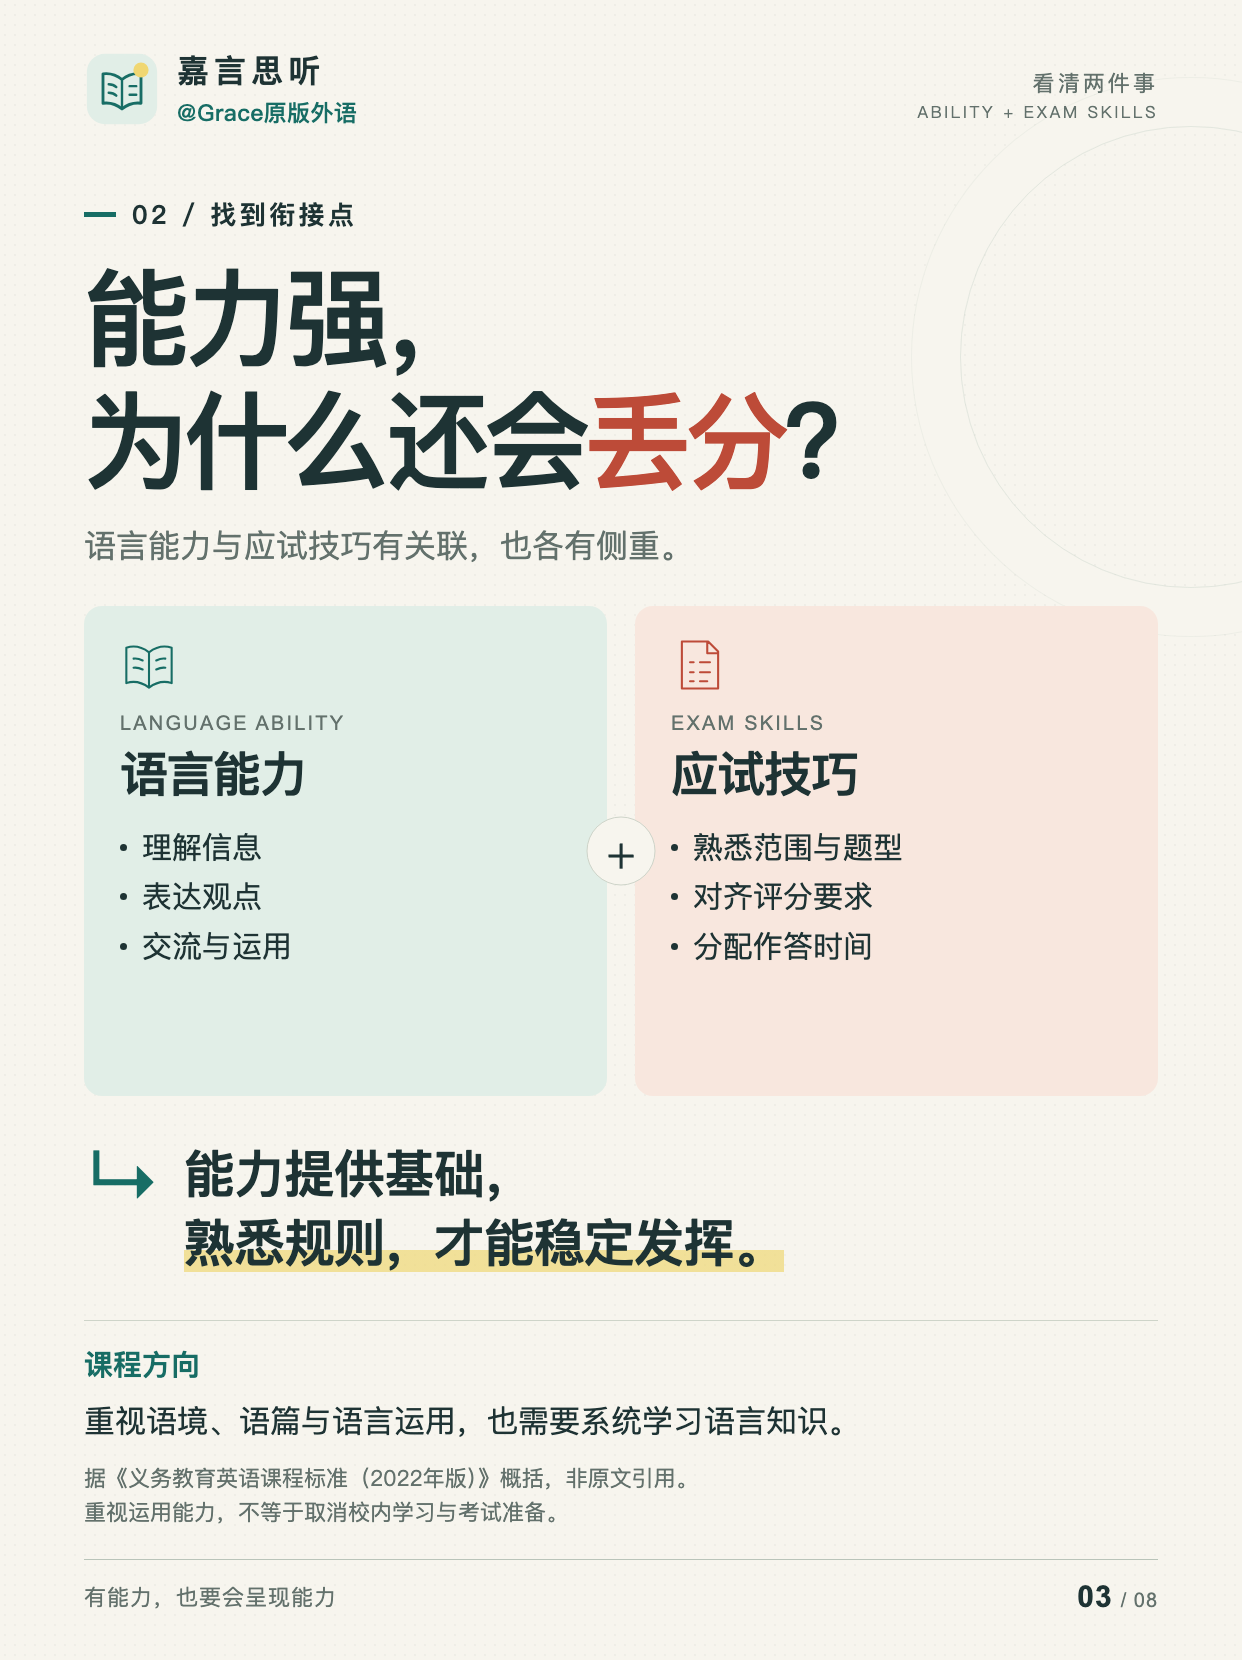 嘉言思听
@Grace原版外语
看清两件事
ABILITY + EXAM SKILLS
02 / 找到衔接点
能力强，
为什么还会丢分？
语言能力与应试技巧有关联，也各有侧重。
LANGUAGE ABILITY
语言能力
• 理解信息
• 表达观点
• 交流与运用
+
EXAM SKILLS
应试技巧
• 熟悉范围与题型
• 对齐评分要求
• 分配作答时间
能力提供基础，
熟悉规则，才能稳定发挥。
课程方向
重视语境、语篇与语言运用，也需要系统学习语言知识。
据《义务教育英语课程标准（2022年版）》概括，非原文引用。
重视运用能力，不等于取消校内学习与考试准备。
有能力，也要会呈现能力
03 / 08